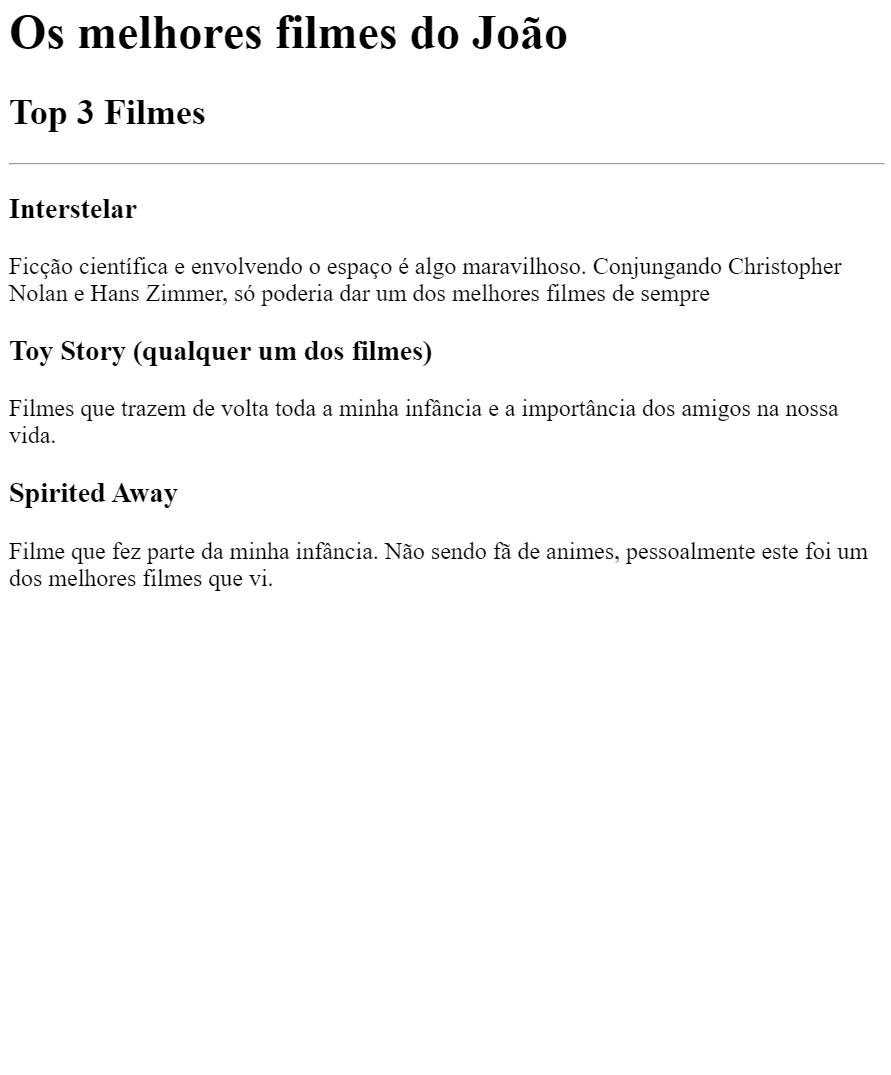 Os melhores filmes do João
Top 3 Filmes
Interstelar
Ficção científica e envolvendo o espaço é algo maravilhoso. Conjungando Christopher
Nolan e Hans Zimmer, só poderia dar um dos melhores filmes de sempre
Toy Story (qualquer um dos filmes)
Filmes que trazem de volta toda a minha infância e a importância dos amigos na nossa
vida.
Spirited Away
Filme que fez parte da minha infância. Não sendo fã de animes, pessoalmente este foi um
dos melhores filmes que vi.